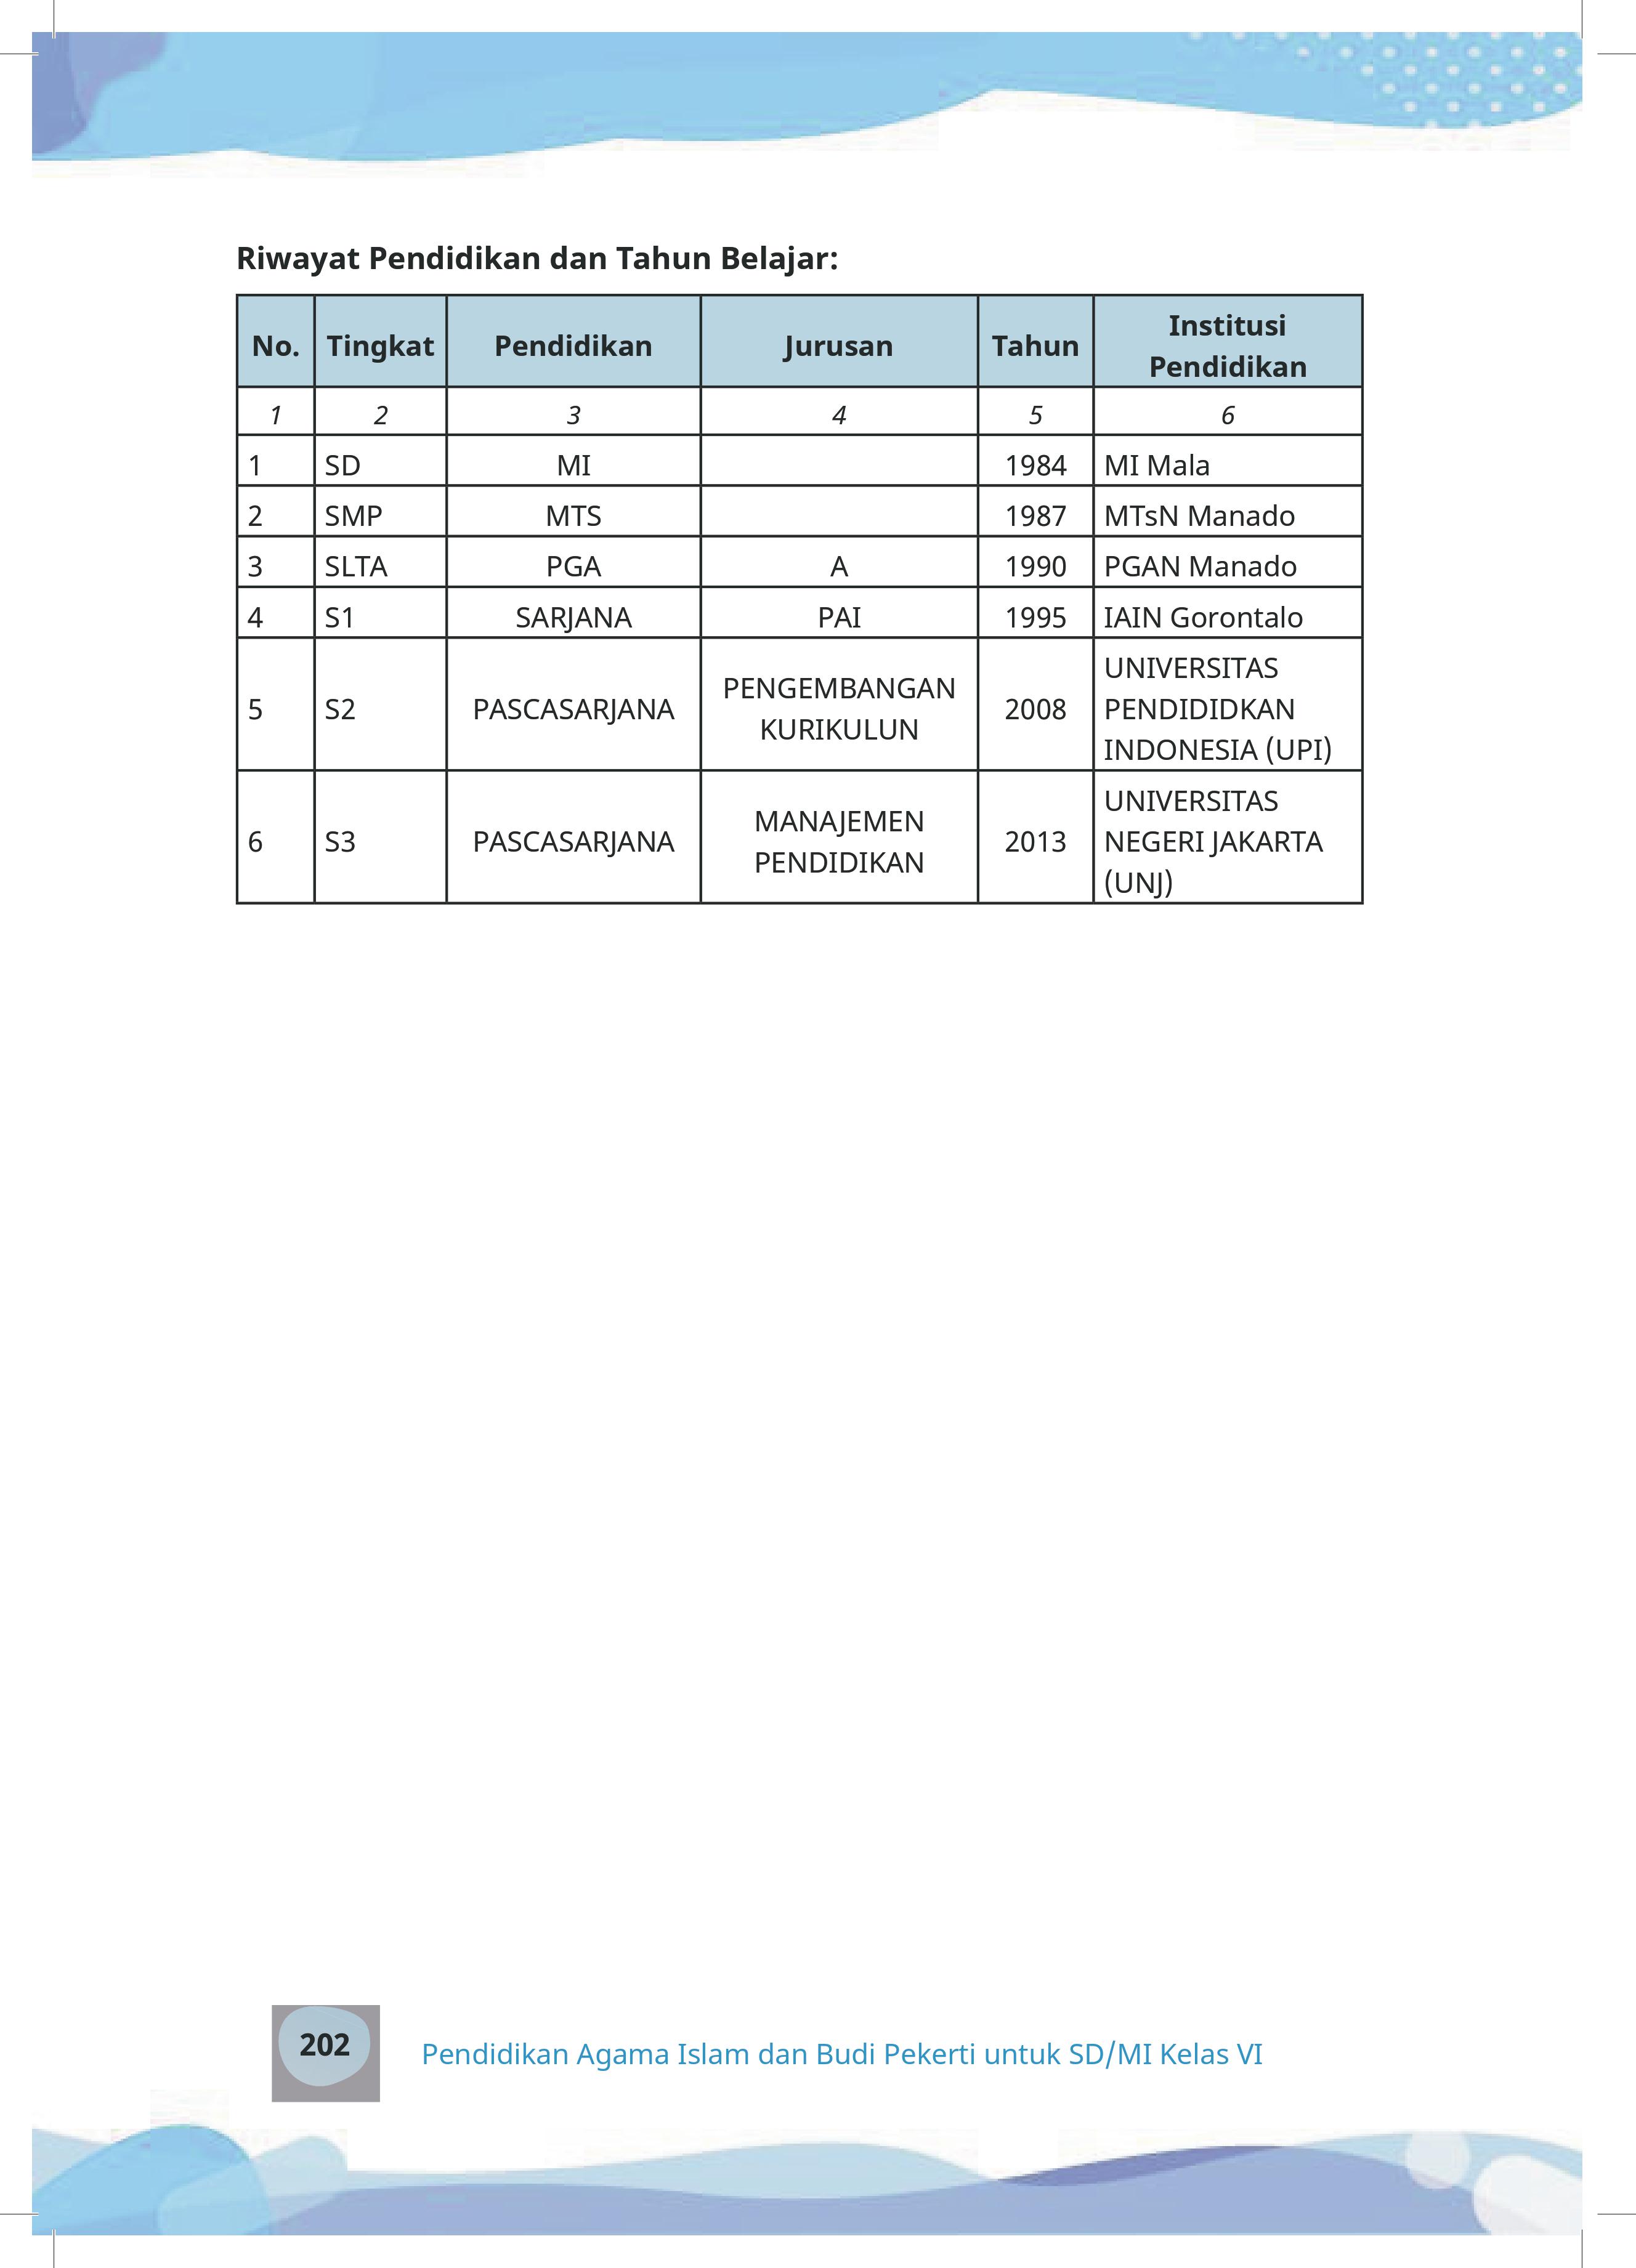 Riwayat Pendidikan dan Tahun Belajar:
No. Tingkat Pendidikan Jurusan Tahun Institusi Pendidikan
1 2 3 4 5 6
1 SD MI 1984 MI Mala
2 SMP MTS 1987 MTsN Manado
3 SLTA PGA A 1990 PGAN Manado
4 S1 SARJANA PAI 1995 IAIN Gorontalo
5 S2 PASCASARJANA PENGEMBANGAN KURIKULUN 2008 UNIVERSITAS PENDIDIDKAN INDONESIA (UPI)
6 S3 PASCASARJANA MANAJEMEN PENDIDIKAN 2013 UNIVERSITAS NEGERI JAKARTA (UNJ)
202 Pendidikan Agama Islam dan Budi Pekerti untuk SD/MI Kelas VI